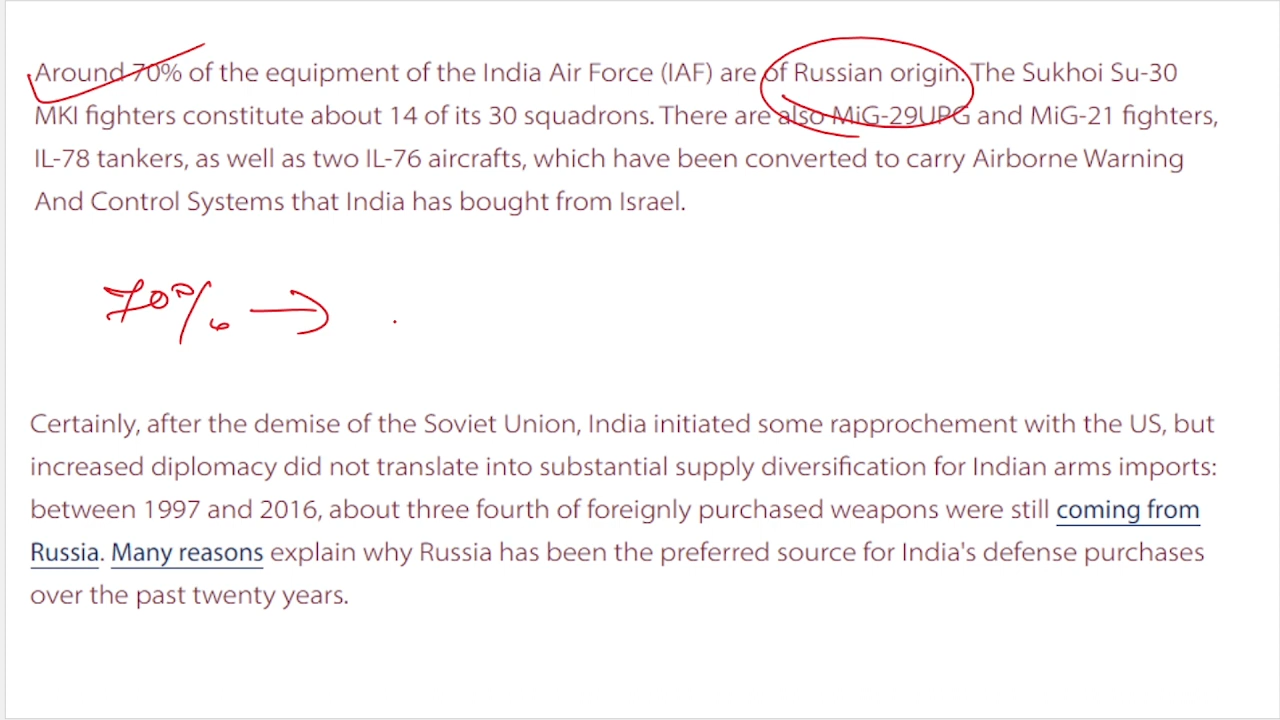 Around 70% of the equipment of the India Air Force (IAF) are of Russian origin. The Sukhoi Su-30
MKI fighters constitute about 14 of its 30 squadrons. There are also MiG-29UPG and MiG-21 fighters,
IL-78 tankers, as well as two IL-76 aircrafts, which have been converted to carry Airborne Warning
And Control Systems that India has bought from Israel.
70% →
Certainly, after the demise of the Soviet Union, India initiated some rapprochement with the US, but
increased diplomacy did not translate into substantial supply diversification for Indian arms imports:
between 1997 and 2016, about three fourth of foreignly purchased weapons were still coming from
Russia. Many reasons explain why Russia has been the preferred source for India's defense purchases
over the past twenty years.